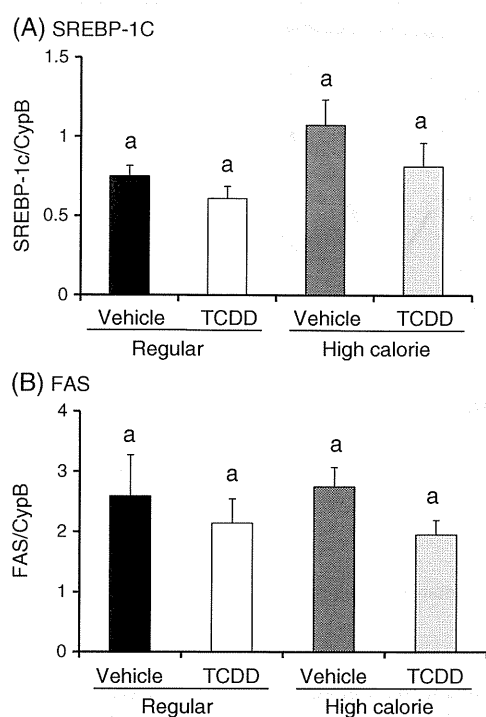 (A) SREBP-1C
1.5
1
0.5
0
SREBP-1c/CypB
a
a
a
a
Vehicle TCDD Vehicle TCDD
Regular High calorie
(B) FAS
4
3
2
1
0
FAS/CypB
a
a
a
a
Vehicle TCDD Vehicle TCDD
Regular High calorie